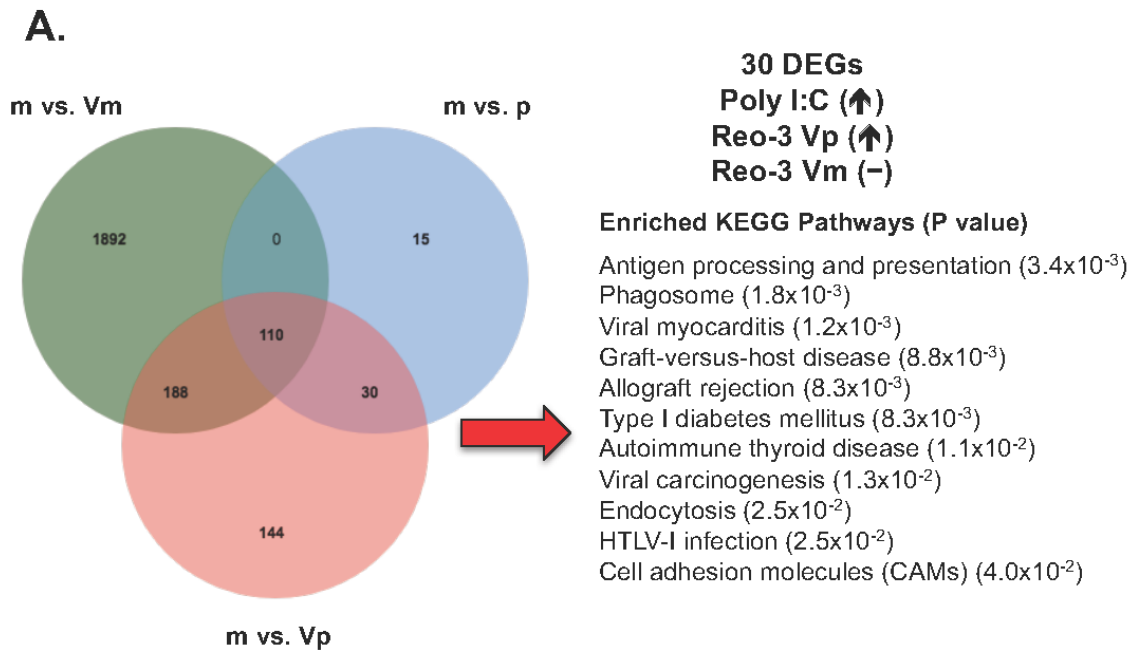 A.
m vs. Vm
m vs. p
1892
0
15
110
188
30
144
m vs. Vp
30 DEGs
Poly I:C (↑)
Reo-3 Vp (↑)
Reo-3 Vm (−)
Enriched KEGG Pathways (P value)
Antigen processing and presentation (3.4x10⁻³)
Phagosome (1.8x10⁻³)
Viral myocarditis (1.2x10⁻³)
Graft-versus-host disease (8.8x10⁻³)
Allograft rejection (8.3x10⁻³)
Type I diabetes mellitus (8.3x10⁻³)
Autoimmune thyroid disease (1.1x10⁻²)
Viral carcinogenesis (1.3x10⁻²)
Endocytosis (2.5x10⁻²)
HTLV-I infection (2.5x10⁻²)
Cell adhesion molecules (CAMs) (4.0x10⁻²)